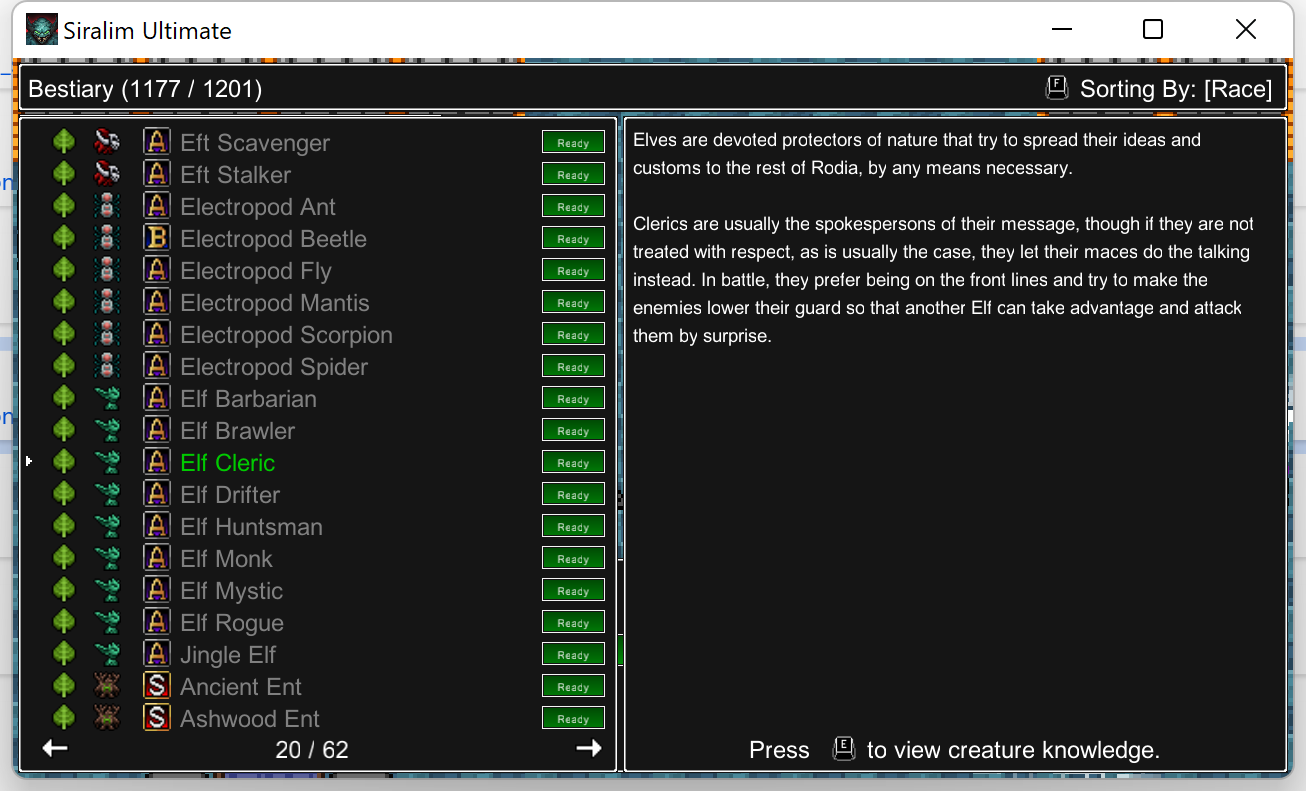 Siralim Ultimate
Bestiary (1177 / 1201)
F Sorting By: [Race]
A Eft Scavenger Ready
A Eft Stalker Ready
A Electropod Ant Ready
B Electropod Beetle Ready
A Electropod Fly Ready
A Electropod Mantis Ready
A Electropod Scorpion Ready
A Electropod Spider Ready
A Elf Barbarian Ready
A Elf Brawler Ready
A Elf Cleric Ready
A Elf Drifter Ready
A Elf Huntsman Ready
A Elf Monk Ready
A Elf Mystic Ready
A Elf Rogue Ready
A Jingle Elf Ready
S Ancient Ent Ready
S Ashwood Ent Ready
20 / 62
Elves are devoted protectors of nature that try to spread their ideas and
customs to the rest of Rodia, by any means necessary.
Clerics are usually the spokespersons of their message, though if they are not
treated with respect, as is usually the case, they let their maces do the talking
instead. In battle, they prefer being on the front lines and try to make the
enemies lower their guard so that another Elf can take advantage and attack
them by surprise.
Press E to view creature knowledge.